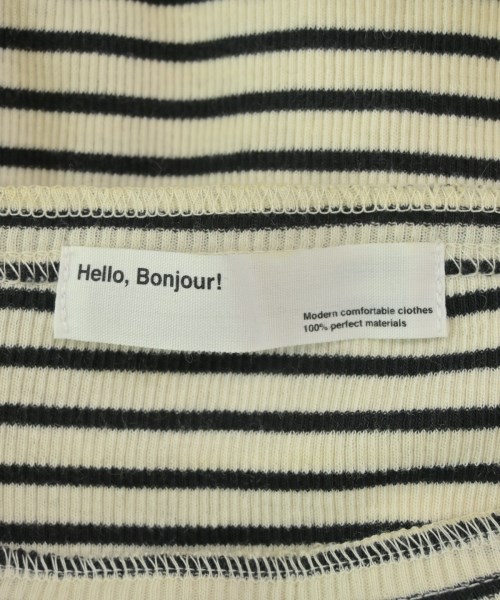 Hello, Bonjour!
Modern comfortable clothes
100% perfect materials